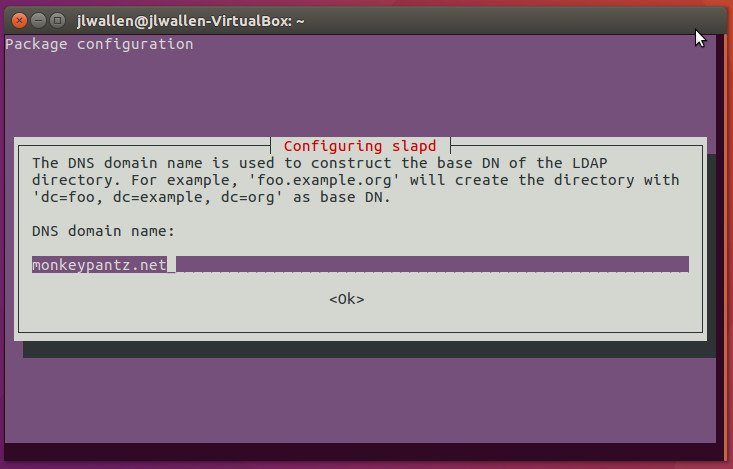 jlwallen@jlwallen-VirtualBox: ~
Package configuration
Configuring slapd
The DNS domain name is used to construct the base DN of the LDAP
directory. For example, 'foo.example.org' will create the directory with
'dc=foo, dc=example, dc=org' as base DN.
DNS domain name:
monkeypantz.net
<Ok>